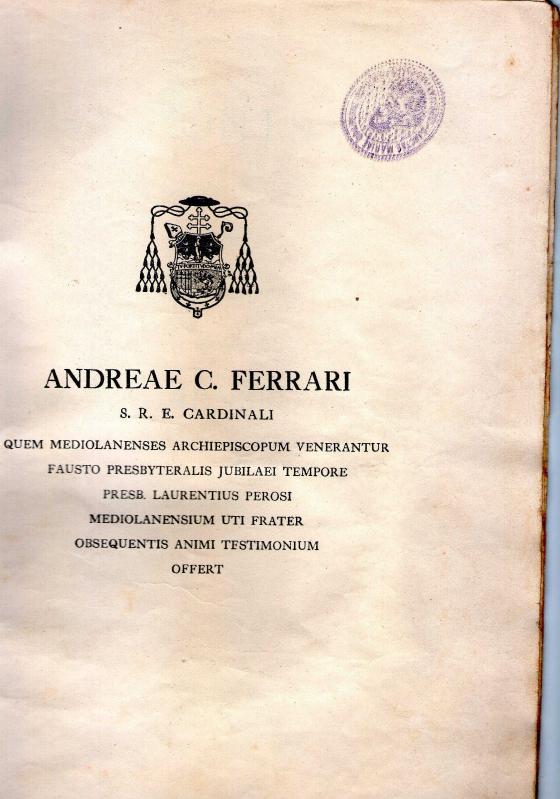 ANDREAE C. FERRARI
S. R. E. CARDINALI
QUEM MEDIOLANENSES ARCHIEPISCOPUM VENERANTUR
FAUSTO PRESBYTERALIS JUBILAEI TEMPORE
PRESB. LAURENTIUS PEROSI
MEDIOLANENSIUM UTI FRATER
OBSEQUENTIS ANIMI TESTIMONIUM
OFFERT